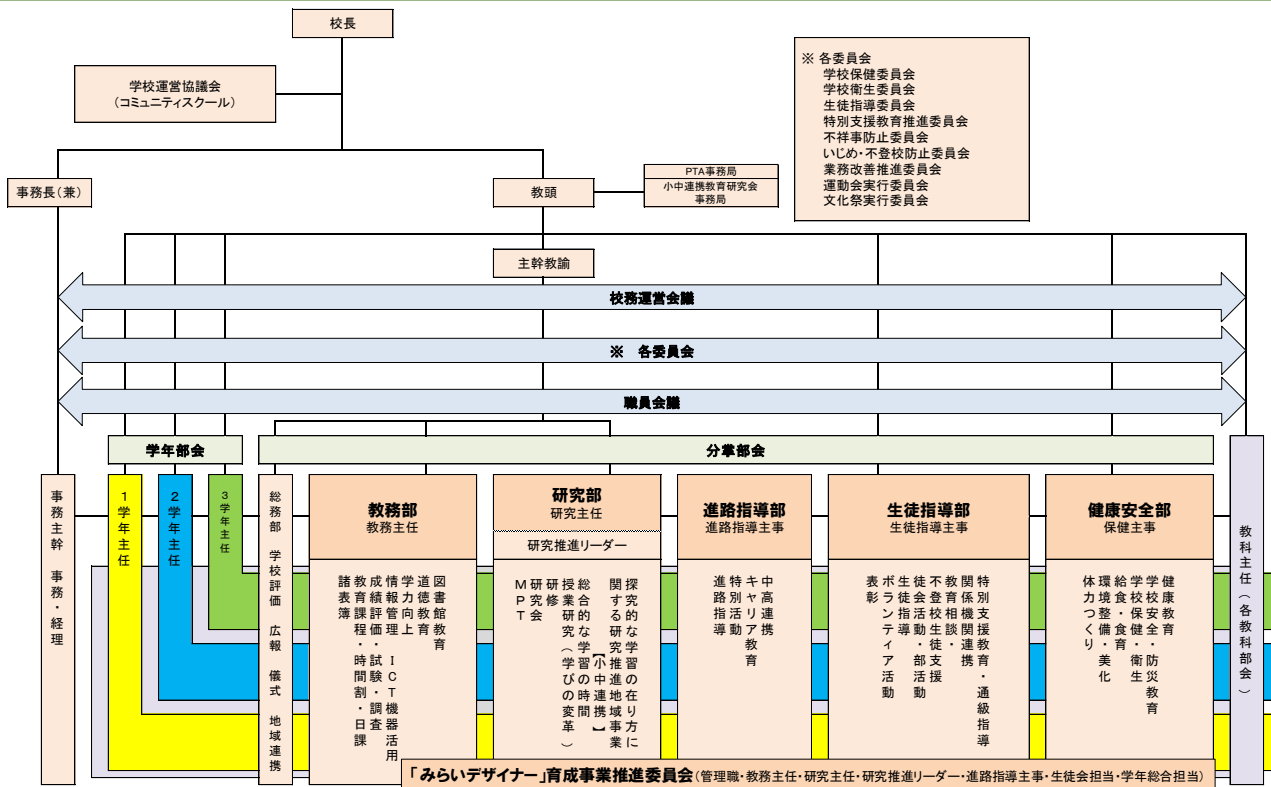 校長
学校運営協議会
(コミュニティスクール)
※ 各委員会
学校保健委員会
学校衛生委員会
生徒指導委員会
特別支援教育推進委員会
不祥事防止委員会
いじめ・不登校防止委員会
業務改善推進委員会
運動会実行委員会
文化祭実行委員会
事務長(兼)
教頭
PTA事務局
小中連携教育研究会
事務局
主幹教諭
校務運営会議
※ 各委員会
職員会議
学年部会
分掌部会
事務主幹 事務・経理
1学年主任
2学年主任
3学年主任
総務部 学校評価 広報 儀式 地域連携
教務部
教務主任
図書館教育
道徳教育
学力向上
情報管理 ICT機器活用
成績評価・試験・調査
教育課程・時間割・日課
諸表簿
研究部
研究主任
研究推進リーダー
探究的な学習の在り方に
関する研究推進地域事業
【小中連携】
総合的な学習の時間
授業研究(学びの変革)
研修
研究会
MPT
進路指導部
進路指導主事
中高連携
キャリア教育
特別活動
進路指導
生徒指導部
生徒指導主事
特別支援教育・通級指導
関係機関連携
教育相談・
不登校生徒支援
生徒会活動・部活動
生徒指導
ボランティア活動
表彰
健康安全部
保健主事
健康教育
学校安全・防災教育
学校保健・衛生
給食・食育
環境整備・美化
体力つくり
教科主任(各教科部会)
「みらいデザイナー」育成事業推進委員会(管理職・教務主任・研究主任・研究推進リーダー・進路指導主事・生徒会担当・学年総合担当)